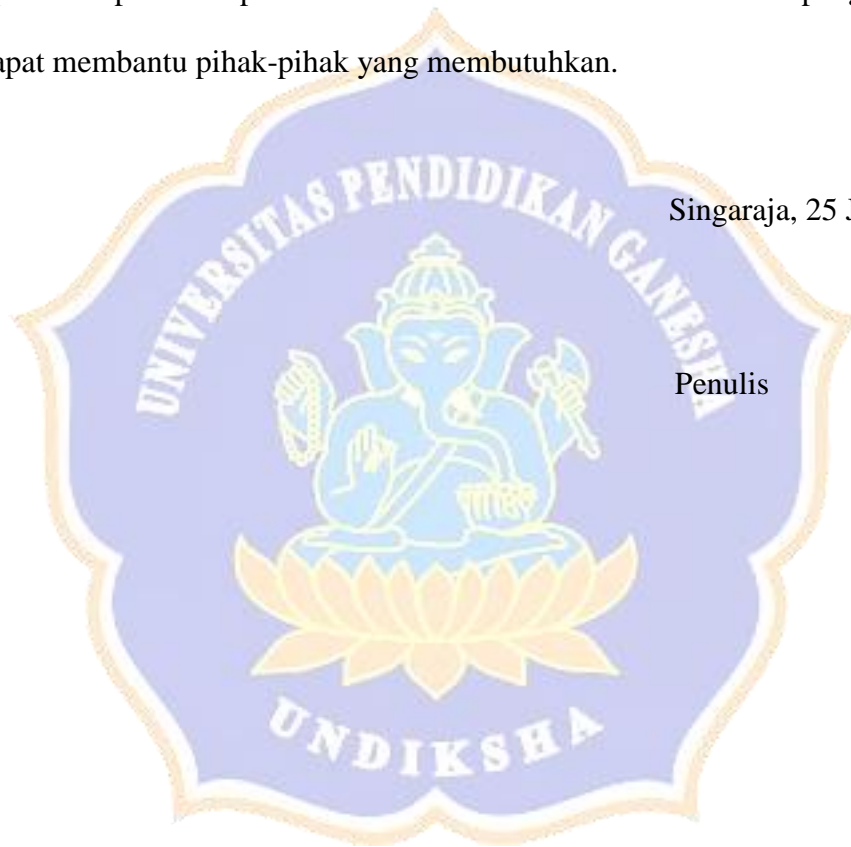 apat membantu pihak-pihak yang membutuhkan.
Singaraja, 25 J
Penulis
UNIVERSITAS PENDIDIKAN GANESHA
UNDIKSHA